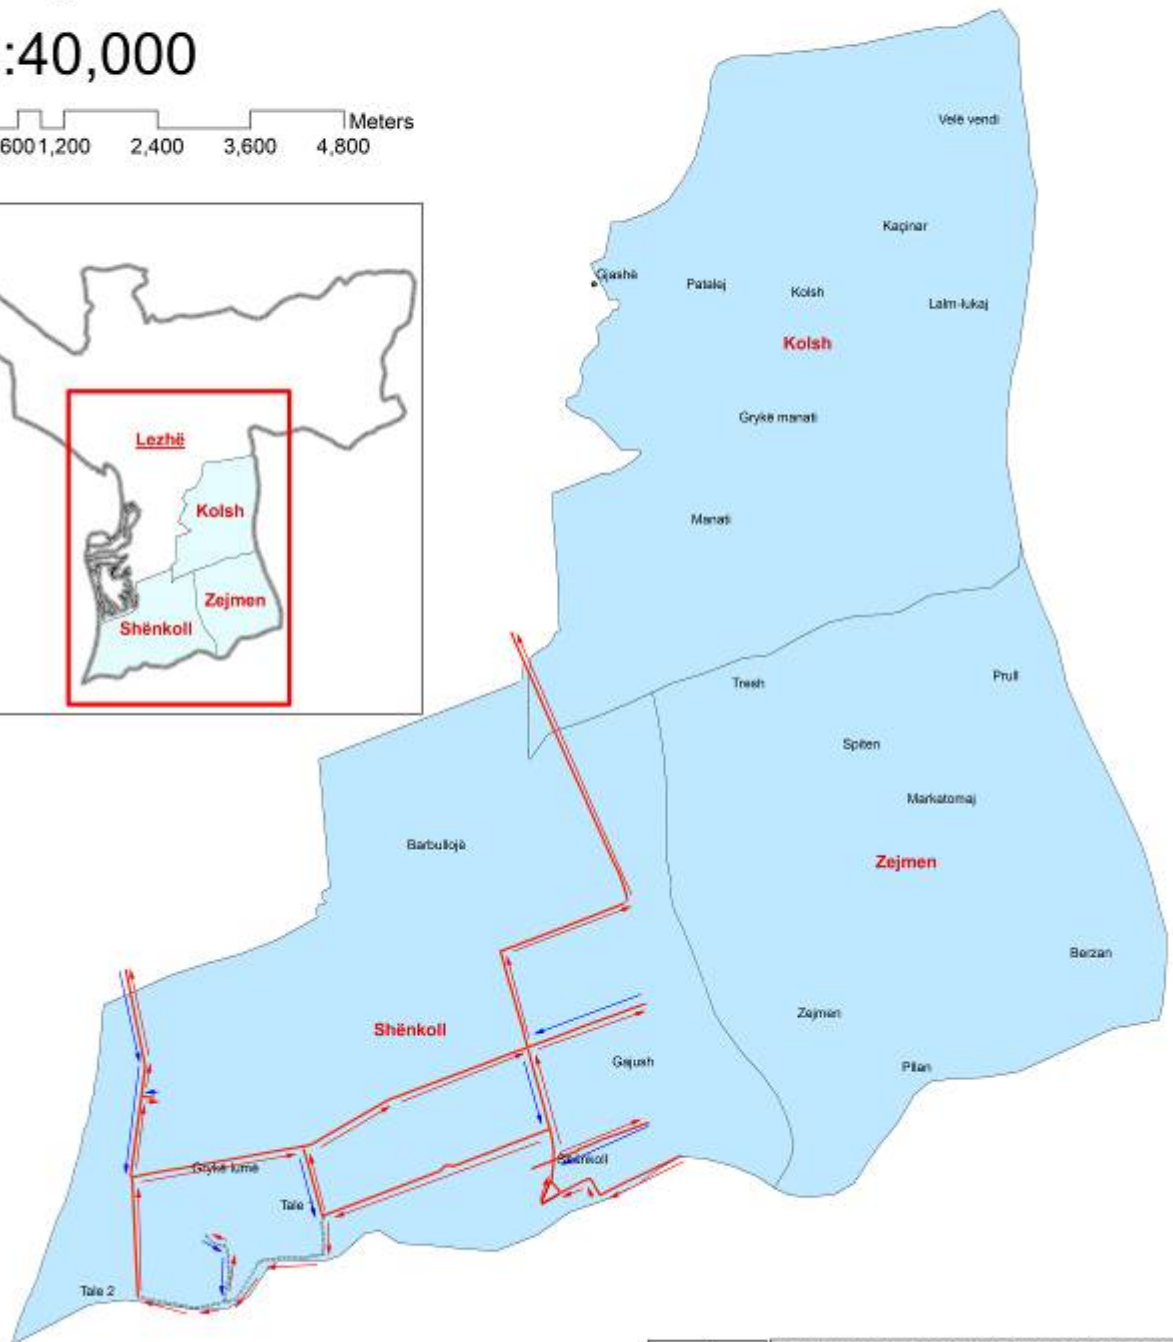 :40,000
Meters
600 1,200 2,400 3,600 4,800
Velë vendi
Kaçinar
Gjashë
Patalej
Kolsh
Lalm-lukaj
Kolsh
Grykë manati
Manati
Lezhë
Kolsh
Zejmen
Shënkoll
Tresh
Prull
Spiten
Markatomaj
Barbullojë
Zejmen
Berzan
Zejmen
Shënkoll
Gajush
Pllan
Shënkoll
Grykë lumë
Tale
Tale 2